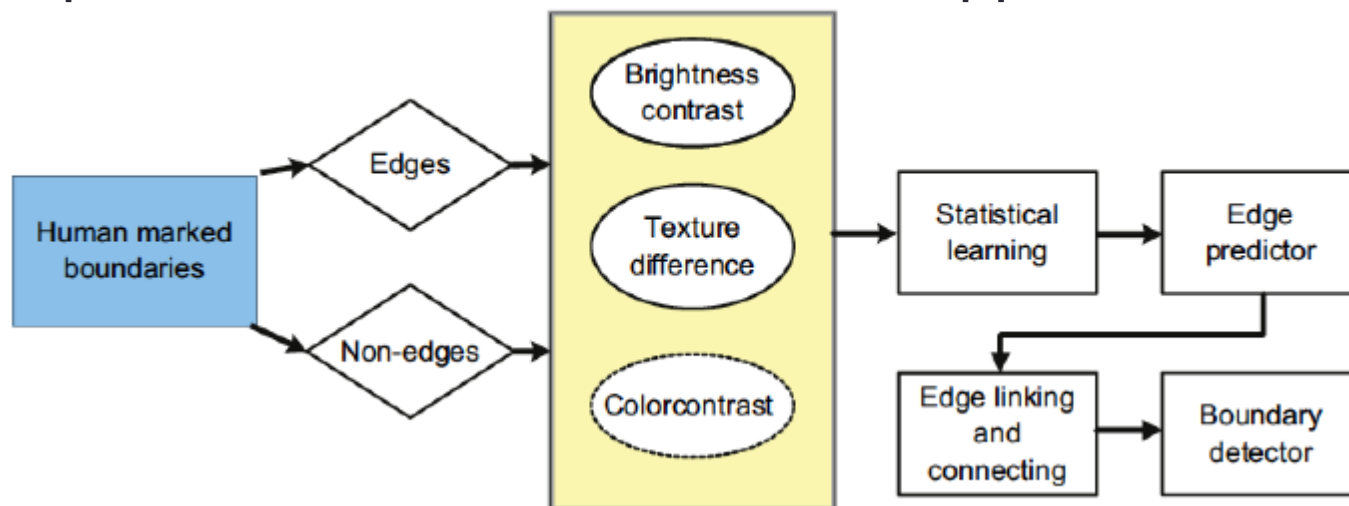 Human marked
boundaries
Edges
Non-edges
Brightness
contrast
Texture
difference
Colorcontrast
Statistical
learning
Edge
predictor
Edge linking
and
connecting
Boundary
detector